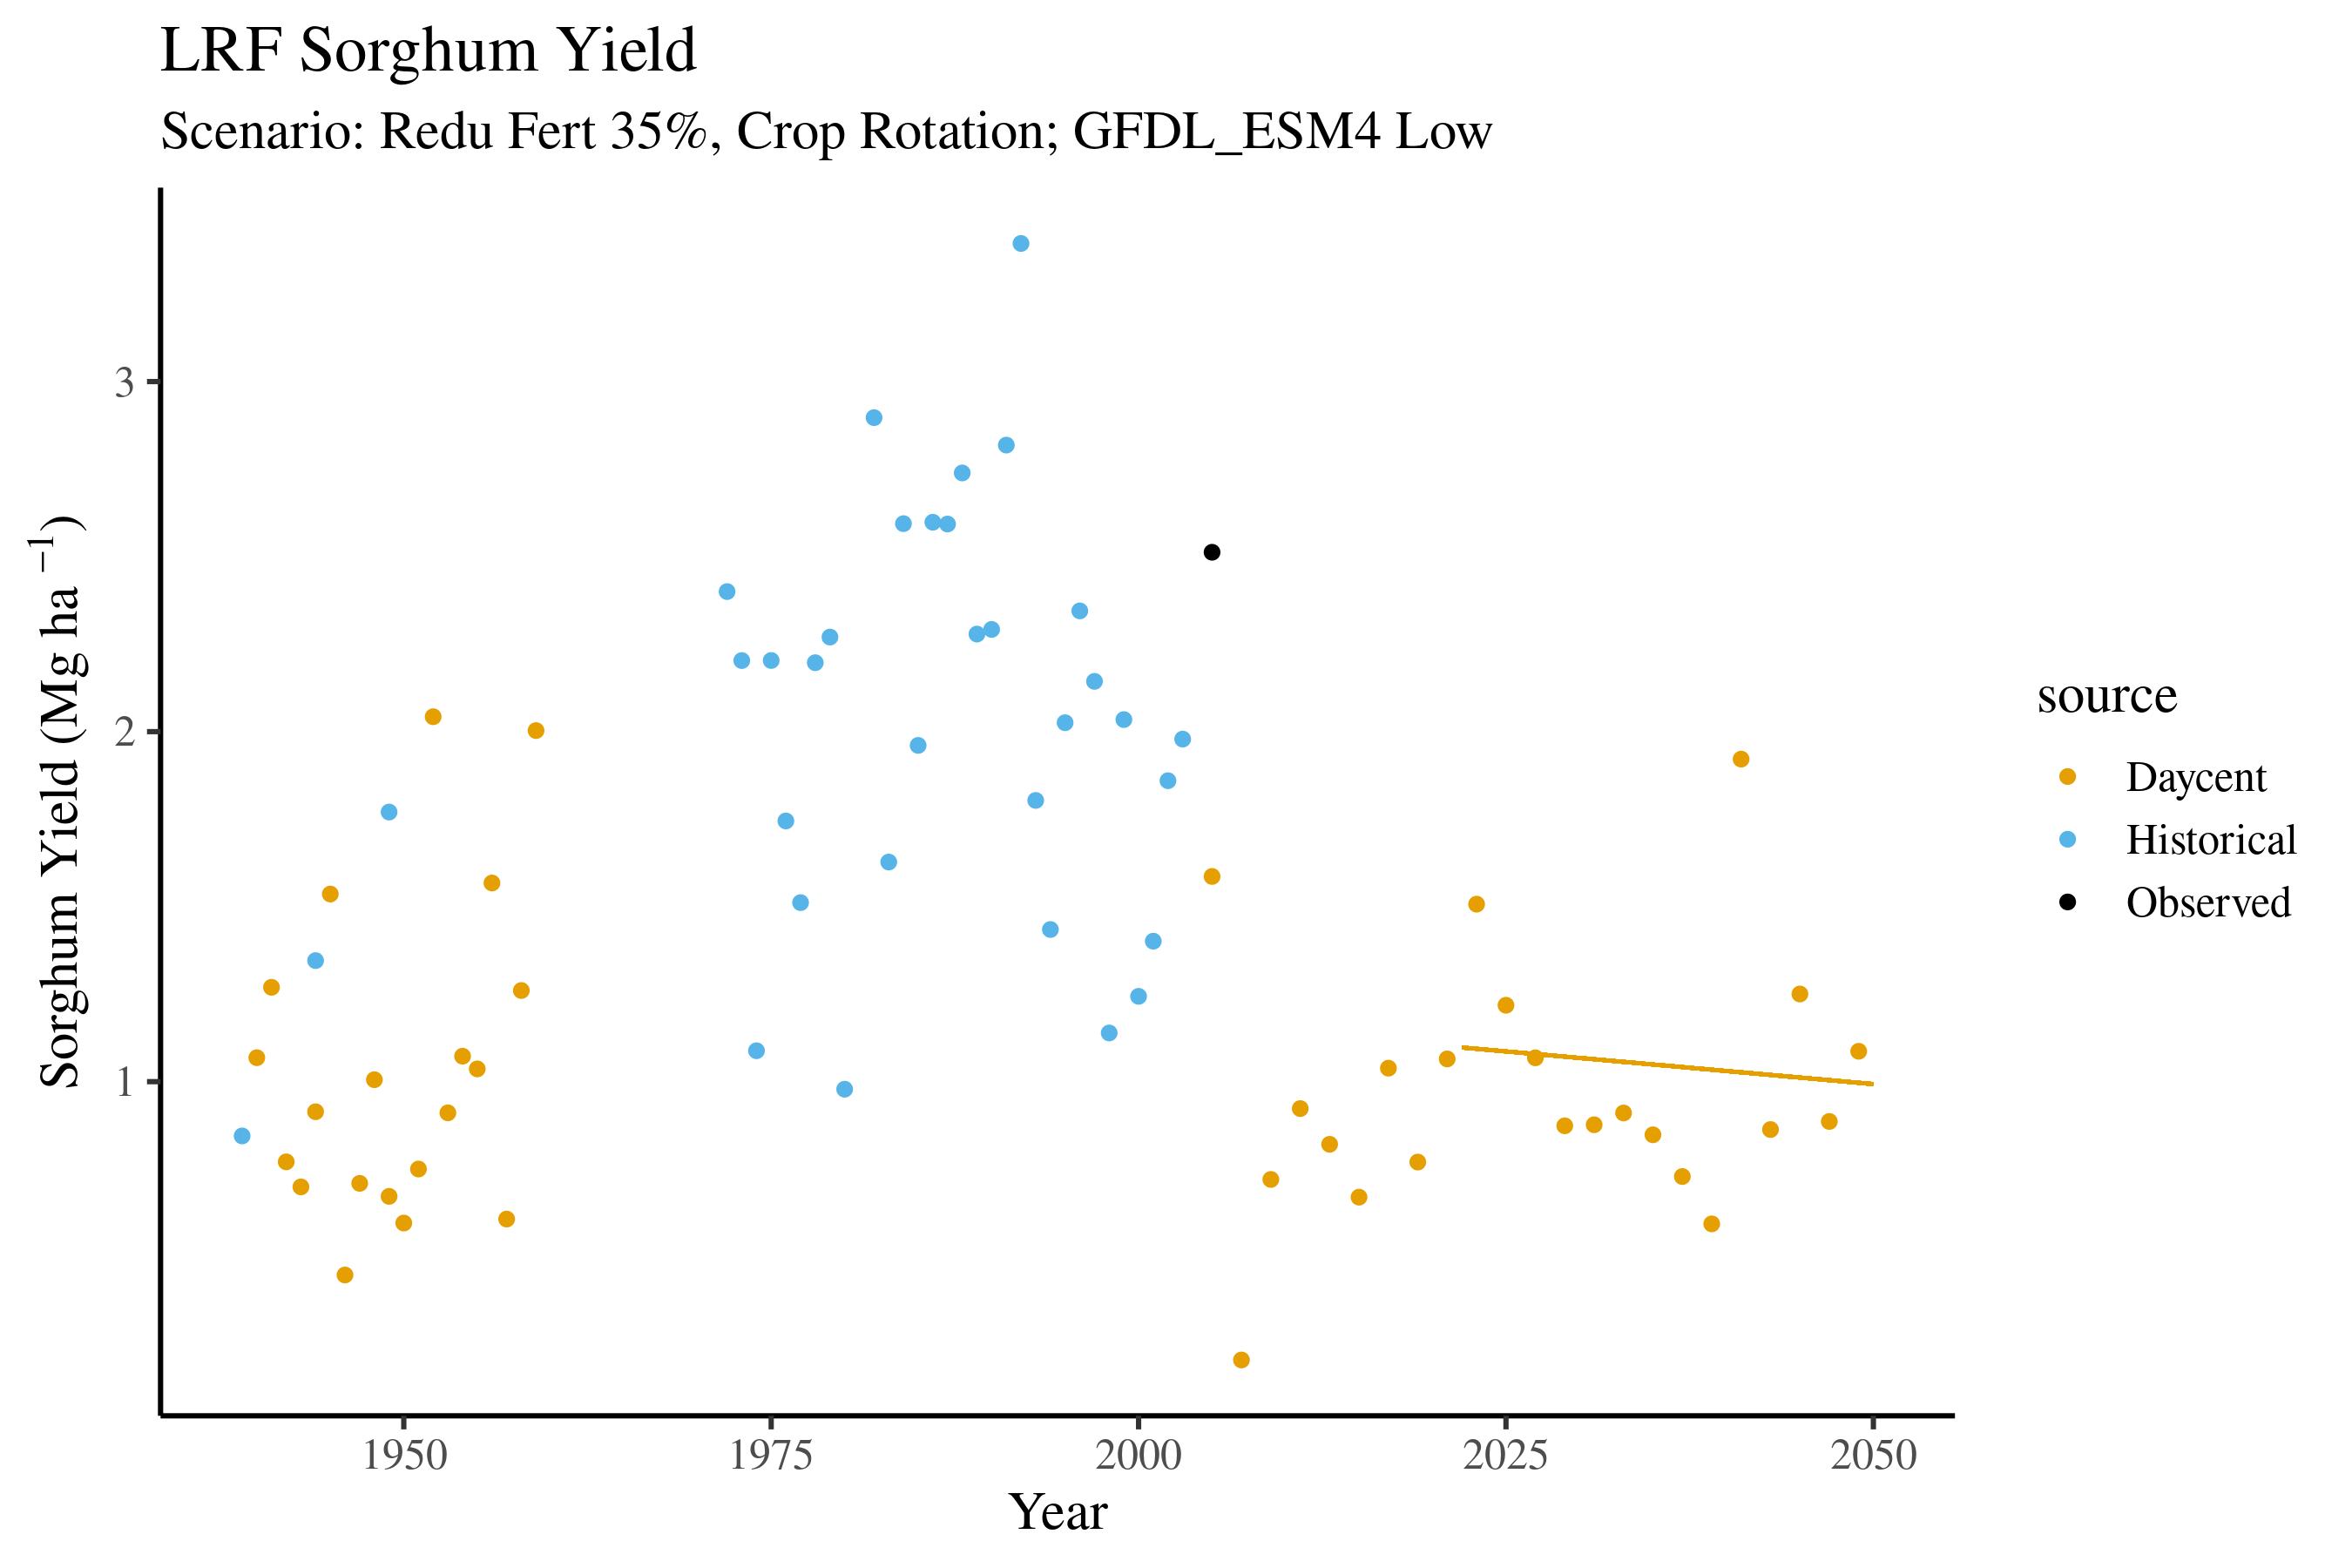 LRF Sorghum Yield
Scenario: Redu Fert 35%, Crop Rotation; GFDL_ESM4 Low
Sorghum Yield (Mg ha −1)
3
2
1
1950
1975
2000
2025
2050
Year
source
Daycent
Historical
Observed